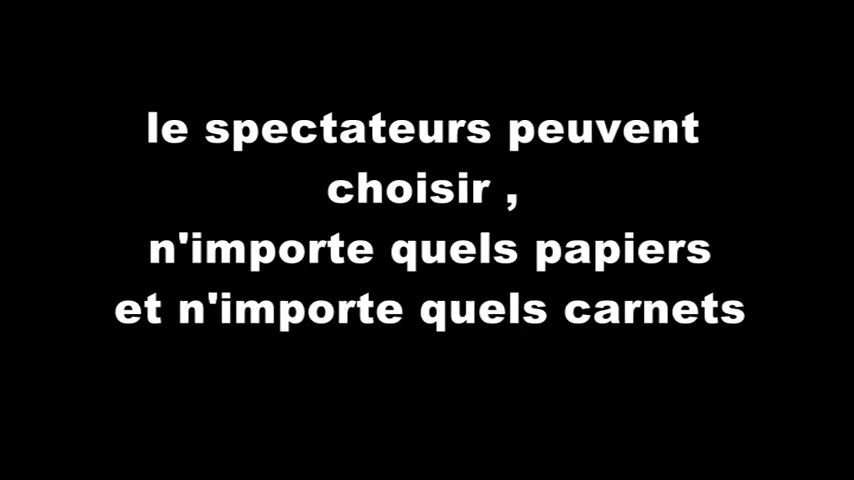 le spectateurs peuvent
choisir ,
n'importe quels papiers
et n'importe quels carnets